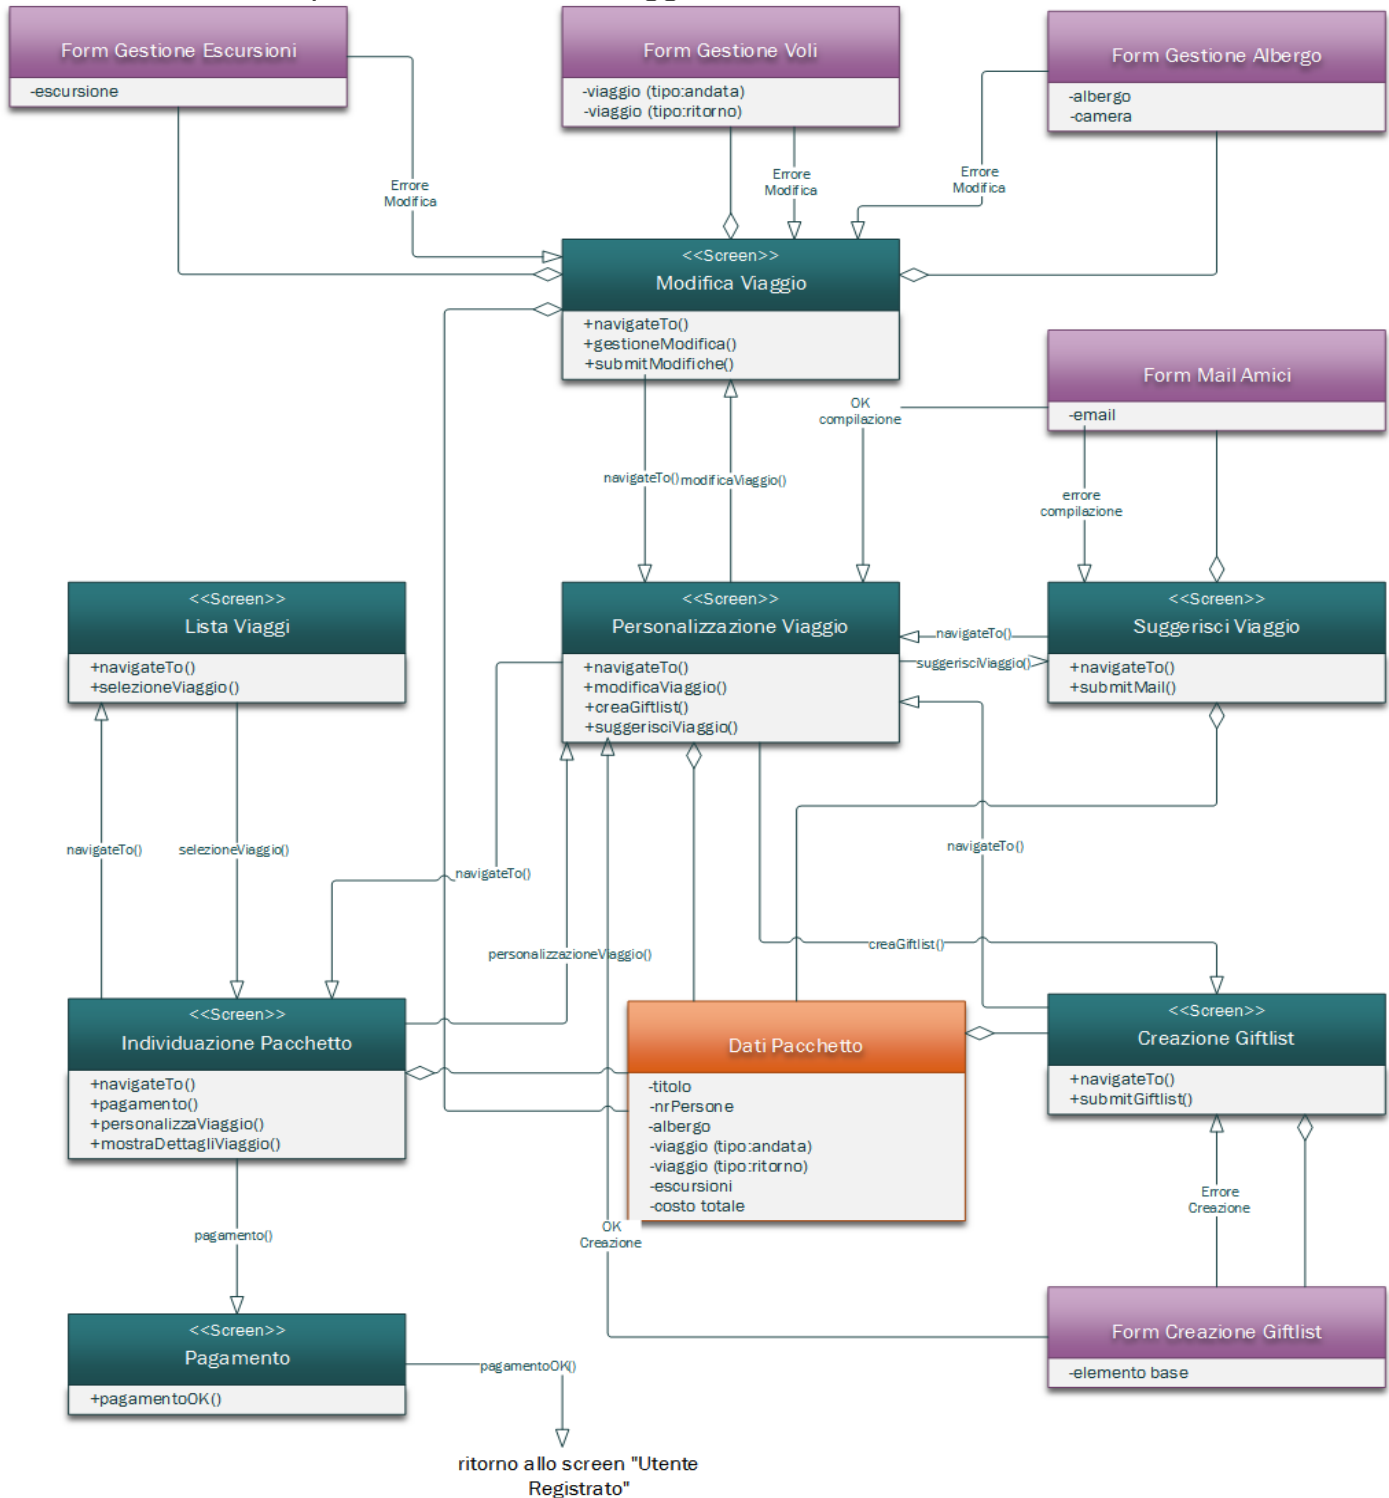 Form Gestione Escursioni
-escursione
Form Gestione Voli
-viaggio (tipo:andata)
-viaggio (tipo:ritorno)
Form Gestione Albergo
-albergo
-camera
Errore
Modifica
Errore
Modifica
Errore
Modifica
<<Screen>>
Modifica Viaggio
+navigateTo()
+gestioneModifica()
+submitModifiche()
Form Mail Amici
-email
OK
compilazione
navigateTo()
modificaViaggio()
errore
compilazione
<<Screen>>
Lista Viaggi
+navigateTo()
+selezioneViaggio()
<<Screen>>
Personalizzazione Viaggio
+navigateTo()
+modificaViaggio()
+creaGiftlist()
+suggerisciViaggio()
navigateTo()
suggerisciViaggio()
<<Screen>>
Suggerisci Viaggio
+navigateTo()
+submitMail()
navigateTo()
selezioneViaggio()
navigateTo()
navigateTo()
personalizzazioneViaggio()
creaGiftlist()
<<Screen>>
Individuazione Pacchetto
+navigateTo()
+pagamento()
+personalizzaViaggio()
+mostraDettagliViaggio()
Dati Pacchetto
-titolo
-nrPersone
-albergo
-viaggio (tipo:andata)
-viaggio (tipo:ritorno)
-escursioni
-costo totale
<<Screen>>
Creazione Giftlist
+navigateTo()
+submitGiftlist()
pagamento()
OK
Creazione
Errore
Creazione
<<Screen>>
Pagamento
+pagamentoOK()
pagamentoOK()
Form Creazione Giftlist
-elemento base
ritorno allo screen "Utente
Registrato"